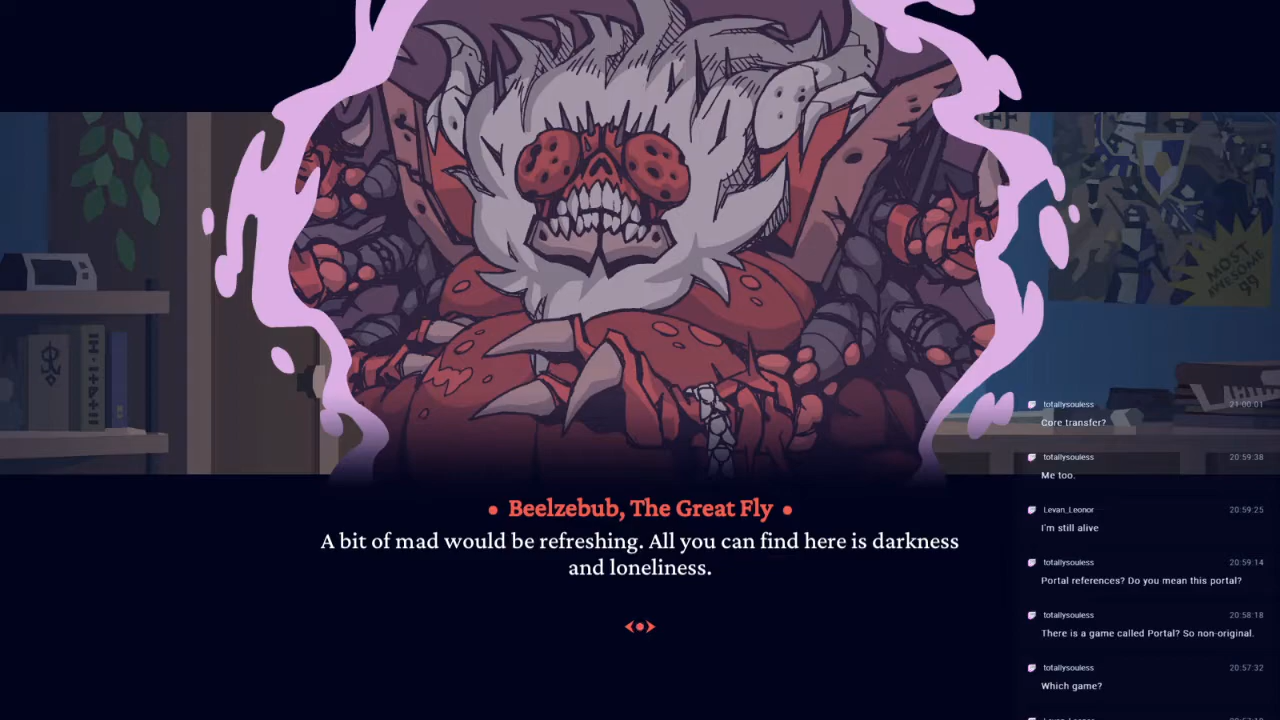 MOST
AWESOME
99
Beelzebub, The Great Fly
A bit of mad would be refreshing. All you can find here is darkness
and loneliness.
totallysouless 21:00:01
Core transfer?
totallysouless 20:59:38
Me too.
Levan_Leonor 20:59:25
I'm still alive
totallysouless 20:59:14
Portal references? Do you mean this portal?
totallysouless 20:58:18
There is a game called Portal? So non-original.
totallysouless 20:57:32
Which game?